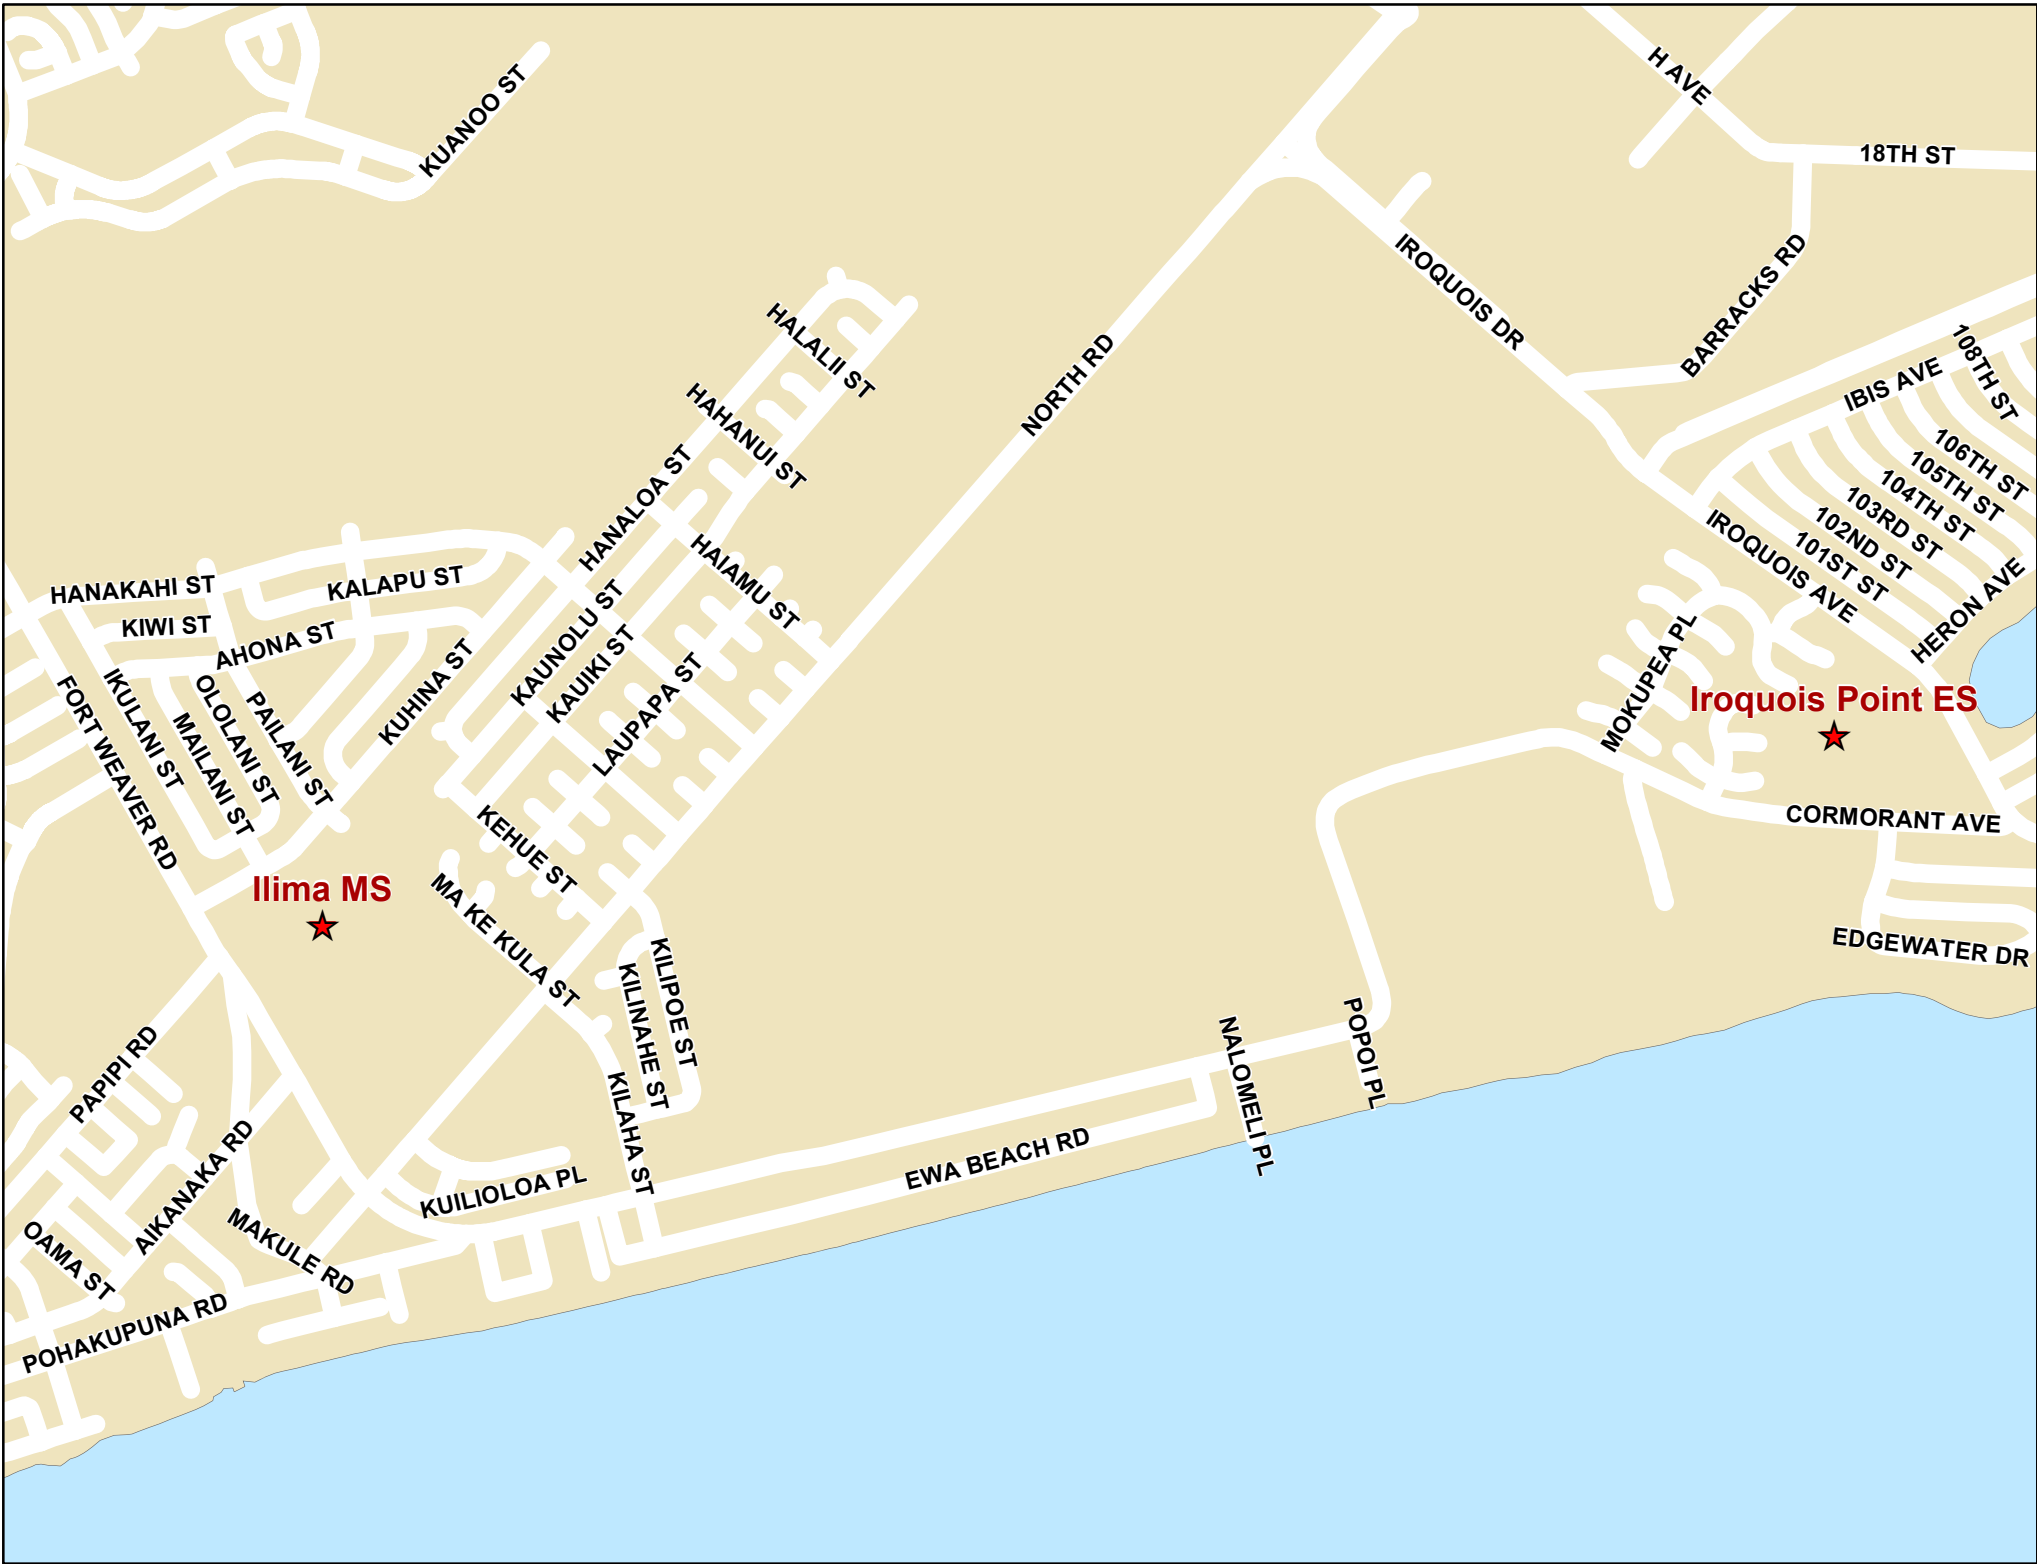 KUANOO ST
H AVE
18TH ST
IROQUOIS DR
BARRACKS RD
HALALII ST
108TH ST
NORTH RD
IBIS AVE
HAHANUI ST
HANALOA ST
106TH ST
105TH ST
104TH ST
103RD ST
102ND ST
101ST ST
IROQUOIS AVE
HERON AVE
HAIAMU ST
HANAKAHI ST
KALAPU ST
KIWI ST
AHONA ST
KAUNOLU ST
KAUIKI ST
KUHINA ST
LAUPAPA ST
MOKUPEA PL
Iroquois Point ES
FORT WEAVER RD
IKULANI ST
MAILANI ST
OLOLANI ST
PAILANI ST
CORMORANT AVE
KEHUE ST
Ilima MS
MA KE KULA ST
EDGEWATER DR
KILIPOE ST
KILINAHE ST
PAPIPI RD
NALOMELI PL
POPOI PL
KILAHA ST
AIKANAKA RD
EWA BEACH RD
KUILIOLOA PL
MAKULE RD
OAMA ST
POHAKUPUNA RD